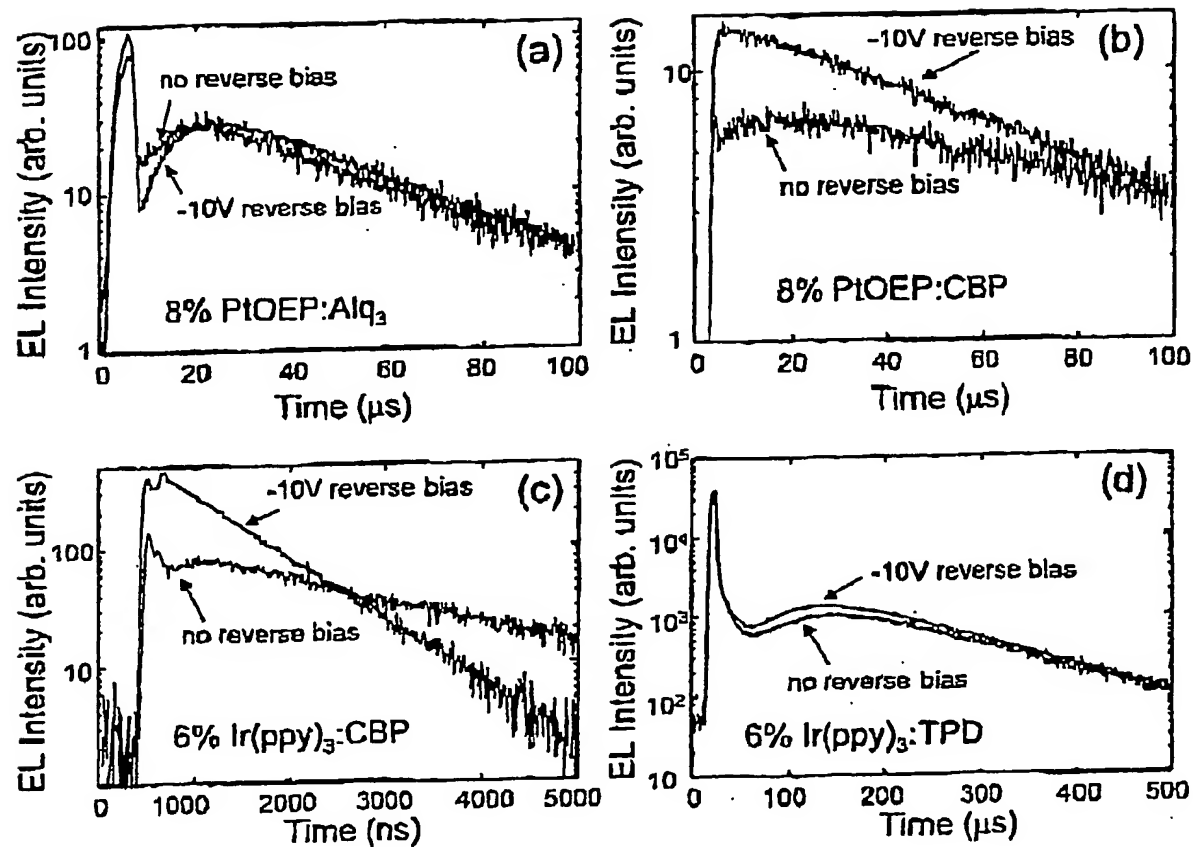 (a)
EL Intensity (arb. units)
100
10
1
no reverse bias
-10V reverse bias
8% PtOEP:Alq3
0 20 40 60 80 100
Time (μs)
(b)
EL Intensity (arb. units)
10
1
-10V reverse bias
no reverse bias
8% PtOEP:CBP
0 20 40 60 80 100
Time (μs)
(c)
EL Intensity (arb. units)
100
10
-10V reverse bias
no reverse bias
6% Ir(ppy)3:CBP
0 1000 2000 3000 4000 5000
Time (ns)
(d)
EL Intensity (arb. units)
10^5
10^4
10^3
10^2
10
-10V reverse bias
no reverse bias
6% Ir(ppy)3:TPD
0 100 200 300 400 500
Time (μs)